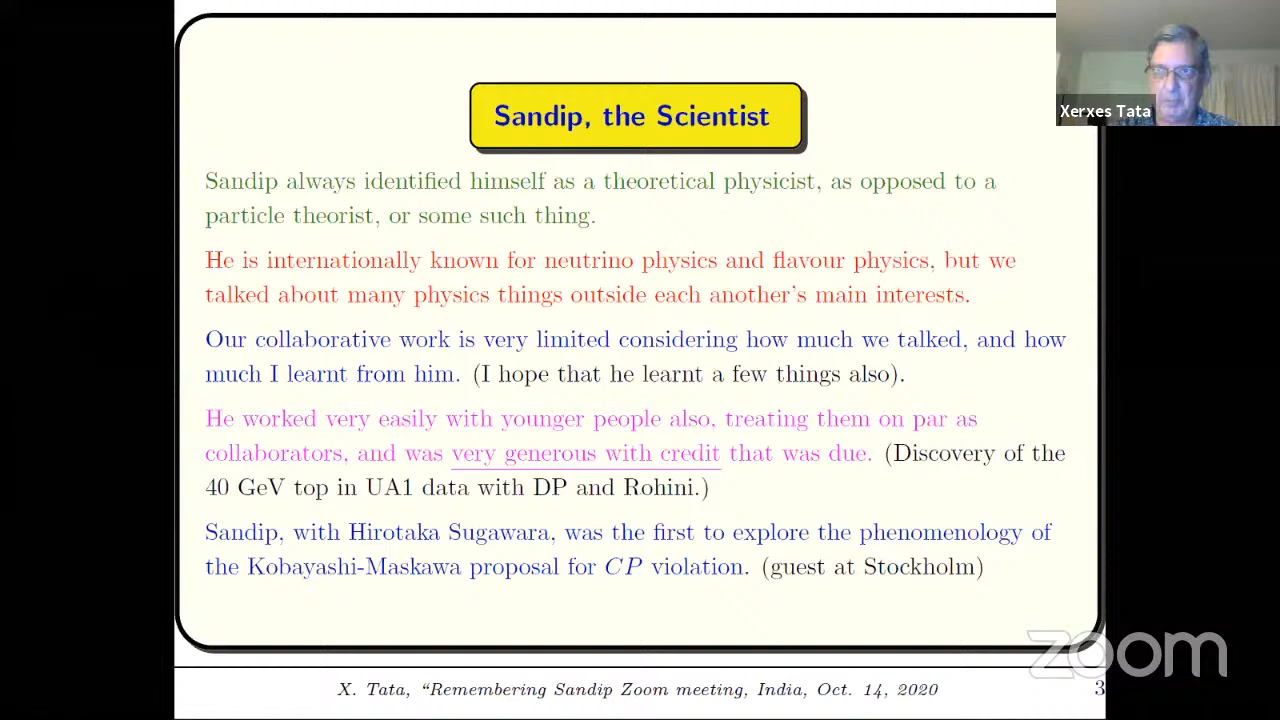 Sandip, the Scientist
Xerxes Tata
Sandip always identified himself as a theoretical physicist, as opposed to a
particle theorist, or some such thing.
He is internationally known for neutrino physics and flavour physics, but we
talked about many physics things outside each another's main interests.
Our collaborative work is very limited considering how much we talked, and how
much I learnt from him. (I hope that he learnt a few things also).
He worked very easily with younger people also, treating them on par as
collaborators, and was very generous with credit that was due. (Discovery of the
40 GeV top in UA1 data with DP and Rohini.)
Sandip, with Hirotaka Sugawara, was the first to explore the phenomenology of
the Kobayashi-Maskawa proposal for CP violation. (guest at Stockholm)
zoom
X. Tata, “Remembering Sandip Zoom meeting, India, Oct. 14, 2020
3